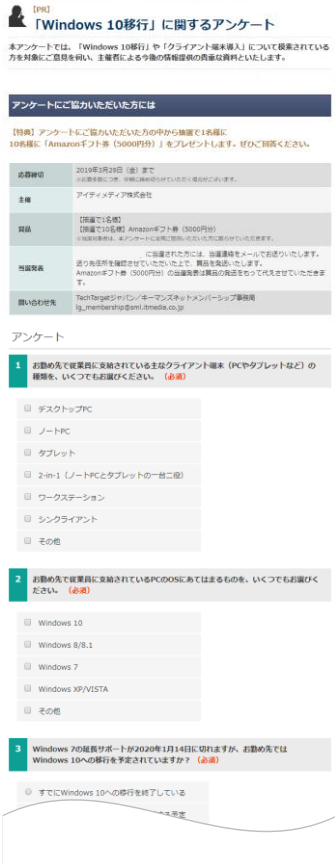 【PR】
「Windows 10移行」に関するアンケート
本アンケートでは、「Windows 10移行」や「クライアント端末導入」について模索されている
方を対象にご意見を伺い、主催者による今後の情報提供の貴重な資料といたします。
アンケートにご協力いただいた方には
【特典】アンケートにご協力いただいた方の中から抽選で1名様に
10名様に「Amazonギフト券（5000円分）」をプレゼントします。ぜひご回答ください。
応募締切
2019年3月29日（金）まで
※応募多数につき、早期に締め切らせていただく場合がございます。
主催
アイティメディア株式会社
賞品
【抽選で1名様】
【抽選で10名様】Amazonギフト券（5000円分）
当選発表
に当選された方には、当選連絡をメールでお送りいたします。
送り先住所を確認させていただいた上で、賞品を発送いたします。
Amazonギフト券（5000円分）の当選発表は賞品の発送をもって代えさせていただきま
す。
問い合わせ先
TechTargetジャパン／キーマンズネットメンバーシップ事務局
lg_membership@sml.itmedia.co.jp
アンケート
1 お勤め先で従業員に支給されている主なクライアント端末（PCやタブレットなど）の
種類を、いくつでもお選びください。（必須）
デスクトップPC
ノートPC
タブレット
2-in-1（ノートPCとタブレットの一台二役）
ワークステーション
シンクライアント
その他
2 お勤め先で従業員に支給されているPCのOSにあてはまるものを、いくつでもお選びく
ださい。（必須）
Windows 10
Windows 8/8.1
Windows 7
Windows XP/VISTA
その他
3 Windows 7の延長サポートが2020年1月14日に切れますが、お勤め先では
Windows 10への移行を予定されていますか？（必須）
すでにWindows 10への移行を終了している